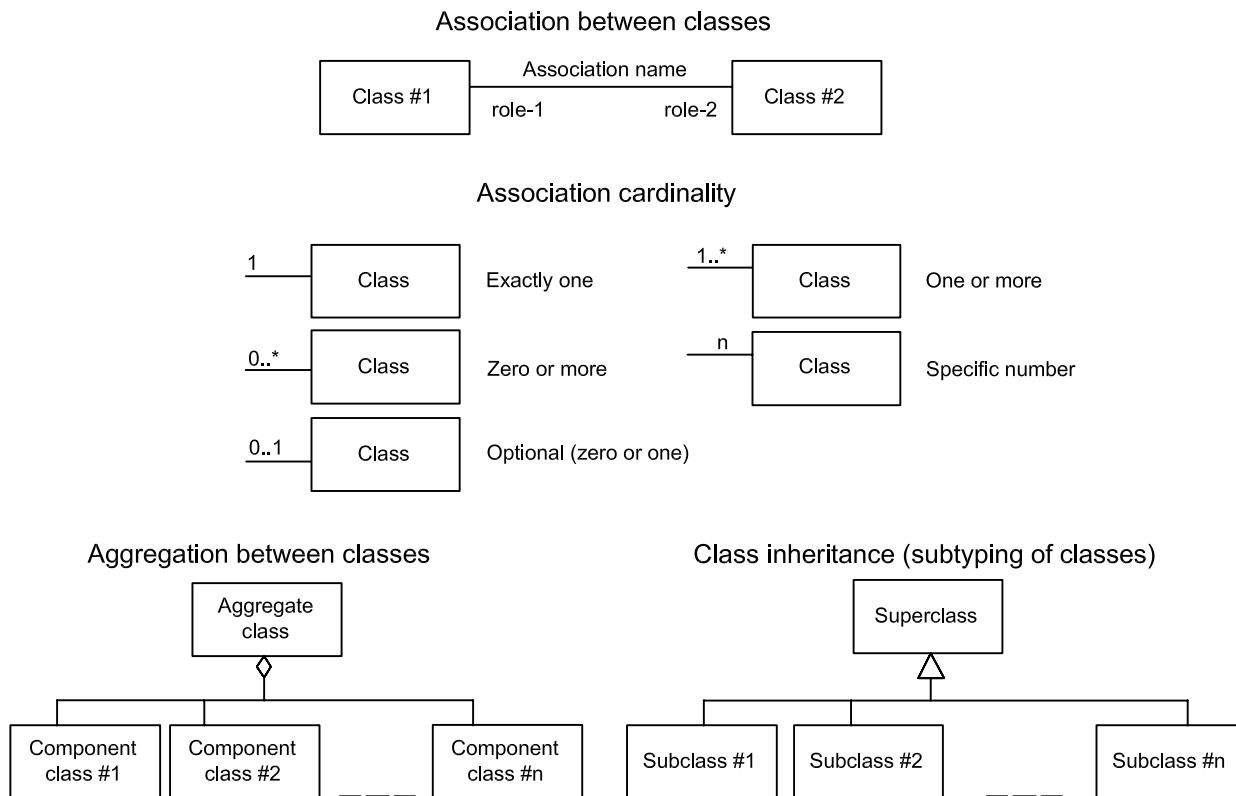 Association between classes
Class #1
Association name
role-1
role-2
Class #2
Association cardinality
1
Class
Exactly one
1..*
Class
One or more
0..*
Class
Zero or more
n
Class
Specific number
0..1
Class
Optional (zero or one)
Aggregation between classes
Aggregate
class
Component
class #1
Component
class #2
Component
class #n
Class inheritance (subtyping of classes)
Superclass
Subclass #1
Subclass #2
Subclass #n